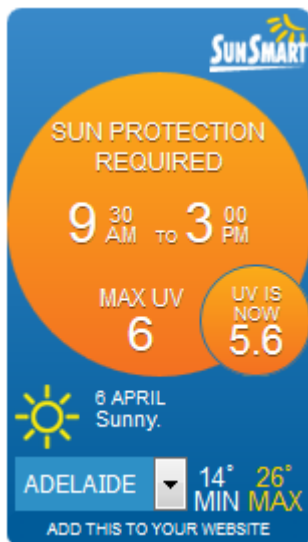 SUNSMART
SUN PROTECTION
REQUIRED
9 30 AM TO 3 00 PM
MAX UV
6
UV IS
NOW
5.6
6 APRIL
Sunny.
ADELAIDE
14° MIN
26° MAX
ADD THIS TO YOUR WEBSITE